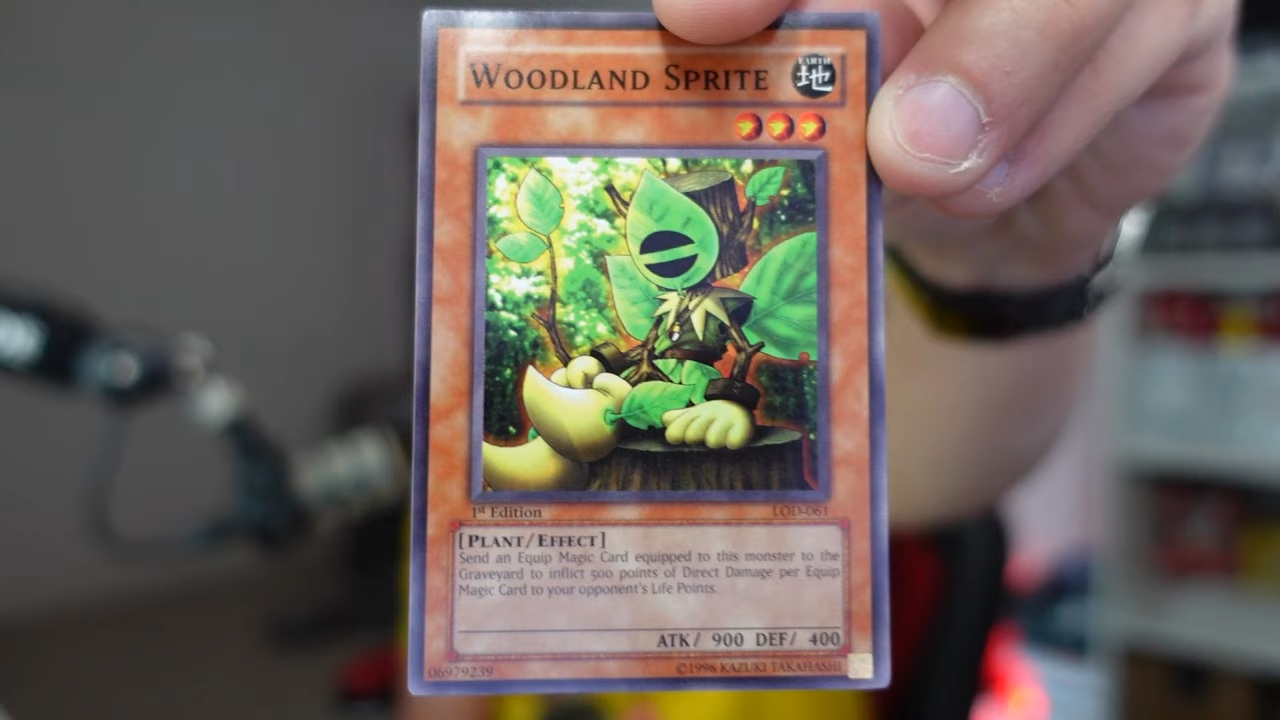 WOODLAND SPRITE
EARTH
地
1st Edition
LOD-061
[PLANT/EFFECT]
Send an Equip Magic Card equipped to this monster to the
Graveyard to inflict 500 points of Direct Damage per Equip
Magic Card to your opponent's Life Points.
ATK/ 900 DEF/ 400
06979239
©1996 KAZUKI TAKAHASHI